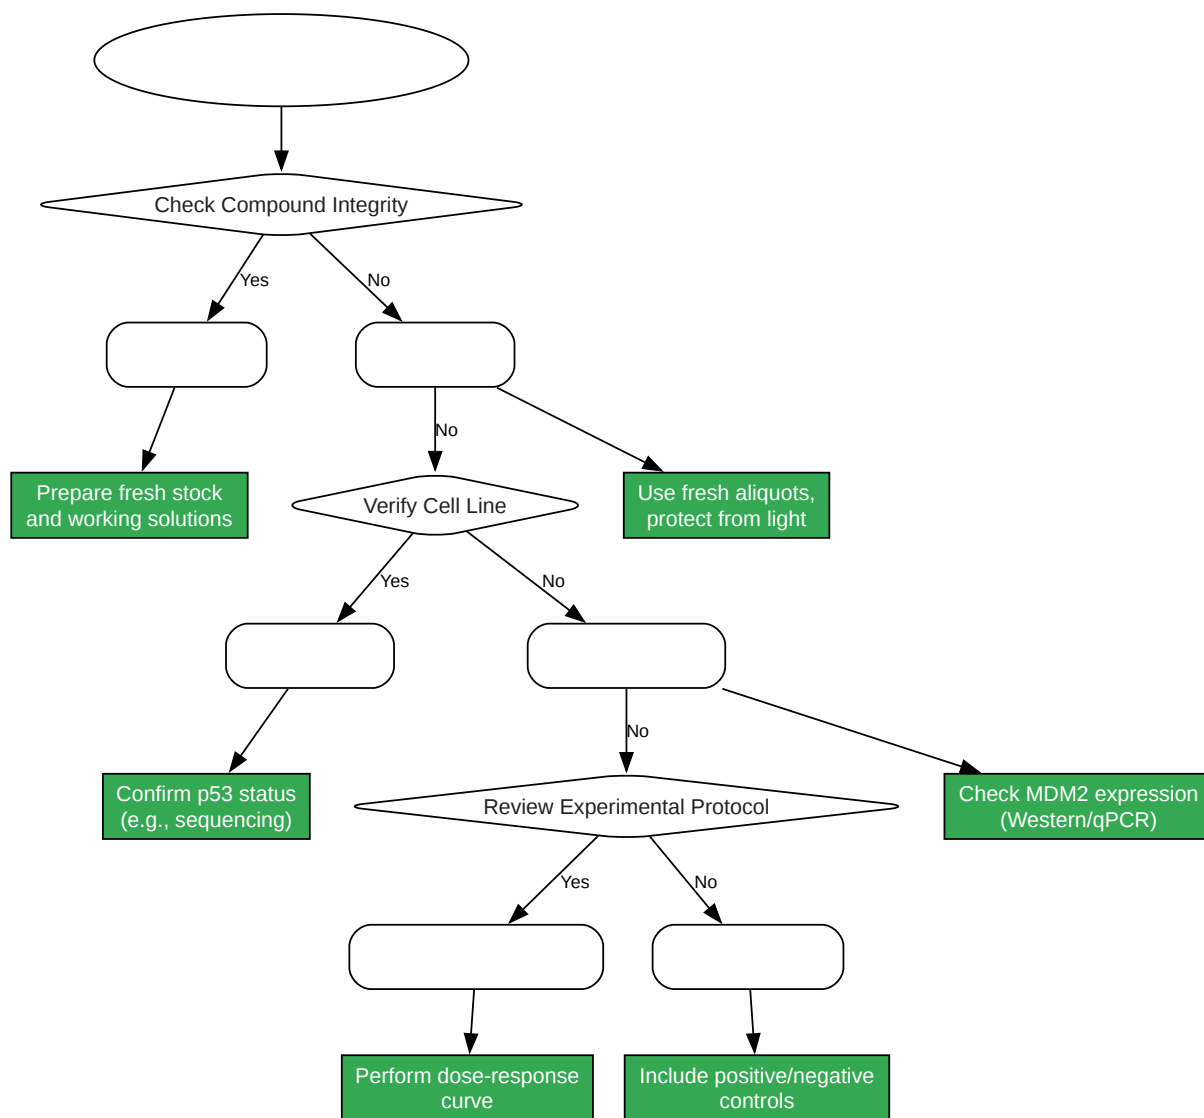 Check Compound Integrity
Yes
No
Prepare fresh stock
and working solutions
No
Use fresh aliquots,
protect from light
Verify Cell Line
Yes
No
Confirm p53 status
(e.g., sequencing)
No
Check MDM2 expression
(Western/qPCR)
Review Experimental Protocol
Yes
No
Perform dose-response
curve
Include positive/negative
controls